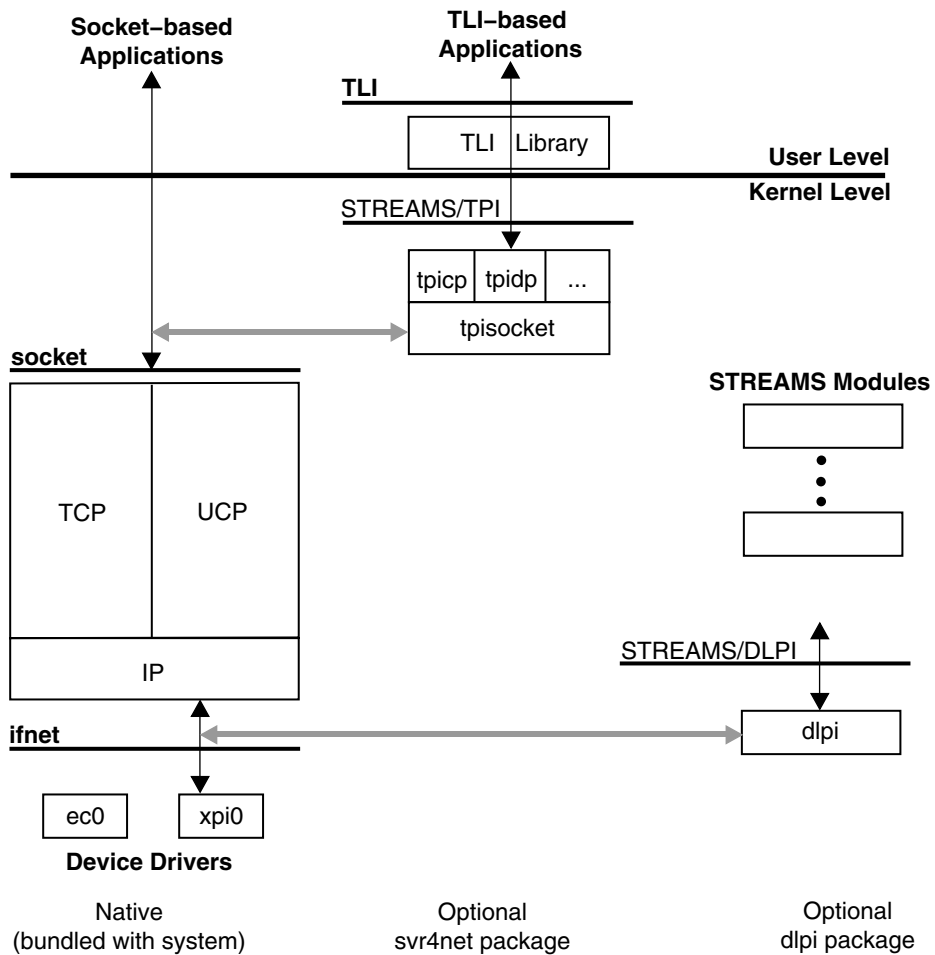 Socket–based
Applications
TLI–based
Applications
TLI
TLI Library
User Level
Kernel Level
STREAMS/TPI
tpicp
tpidp
...
tpisocket
socket
STREAMS Modules
TCP
UCP
IP
STREAMS/DLPI
ifnet
dlpi
ec0
xpi0
Device Drivers
Native
(bundled with system)
Optional
svr4net package
Optional
dlpi package